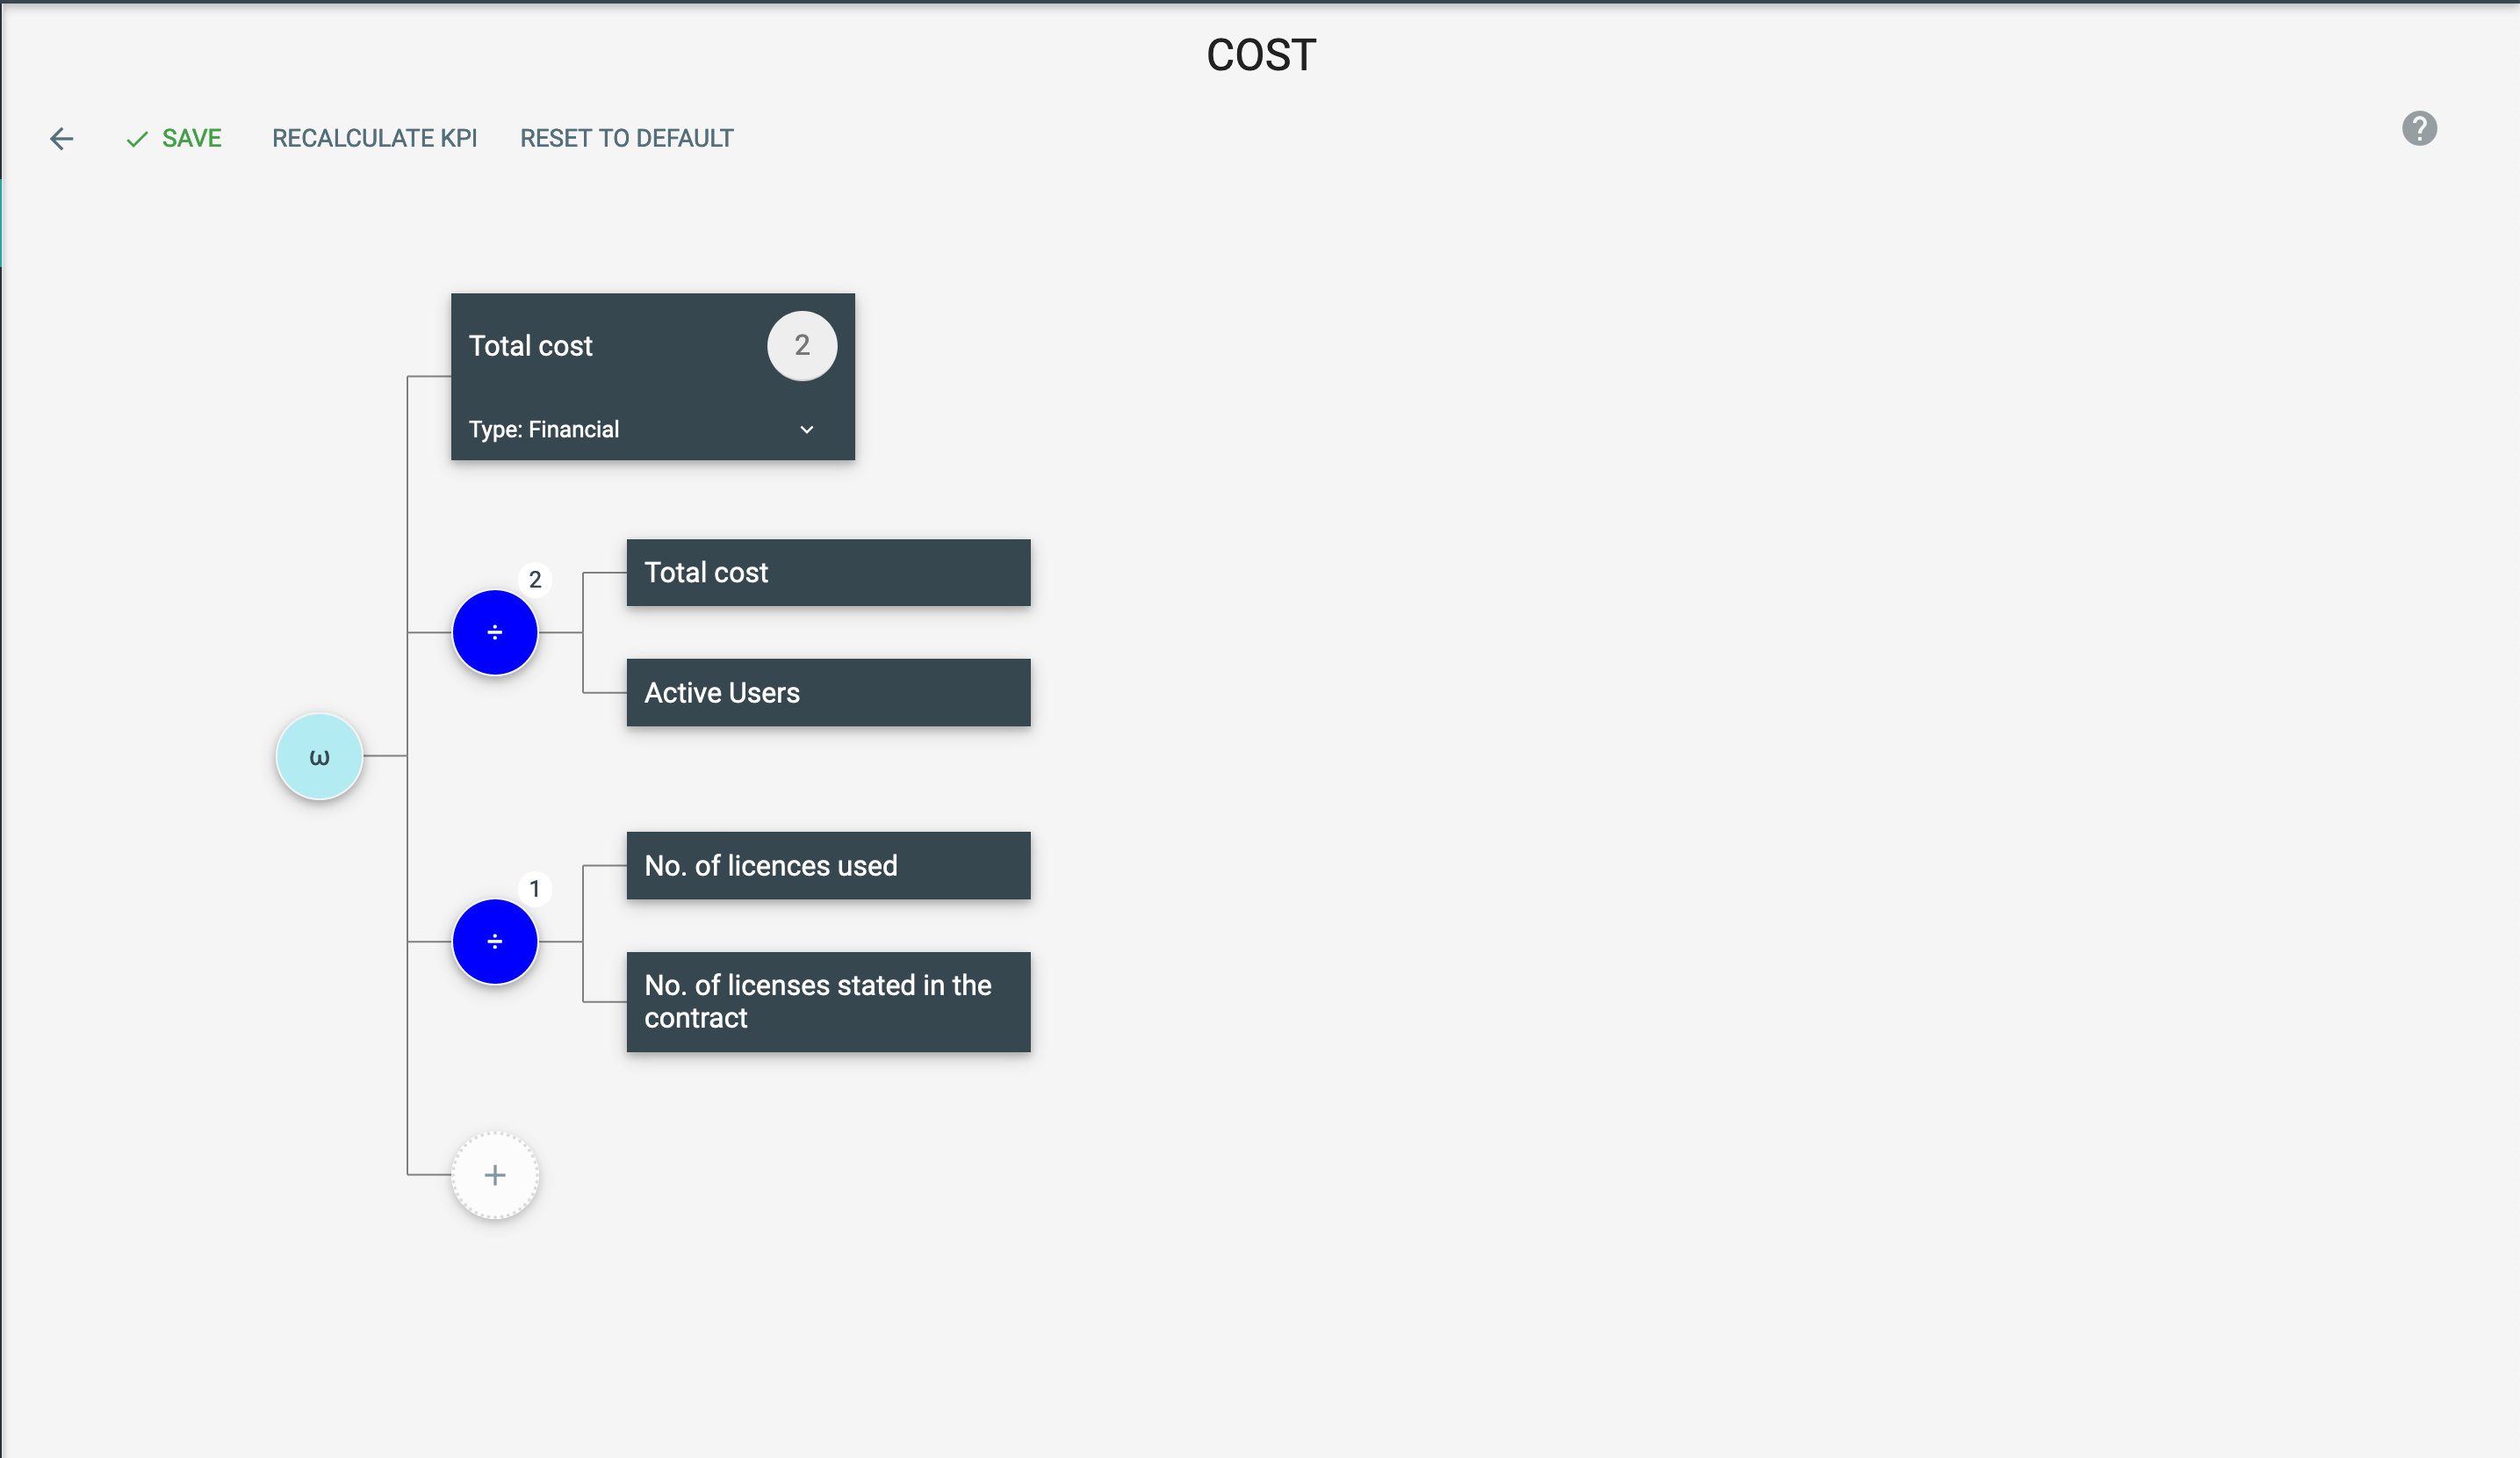 COST
SAVE RECALCULATE KPI RESET TO DEFAULT ?
Total cost 2
Type: Financial
2
÷
Total cost
Active Users
ω
1
÷
No. of licences used
No. of licenses stated in the
contract
+